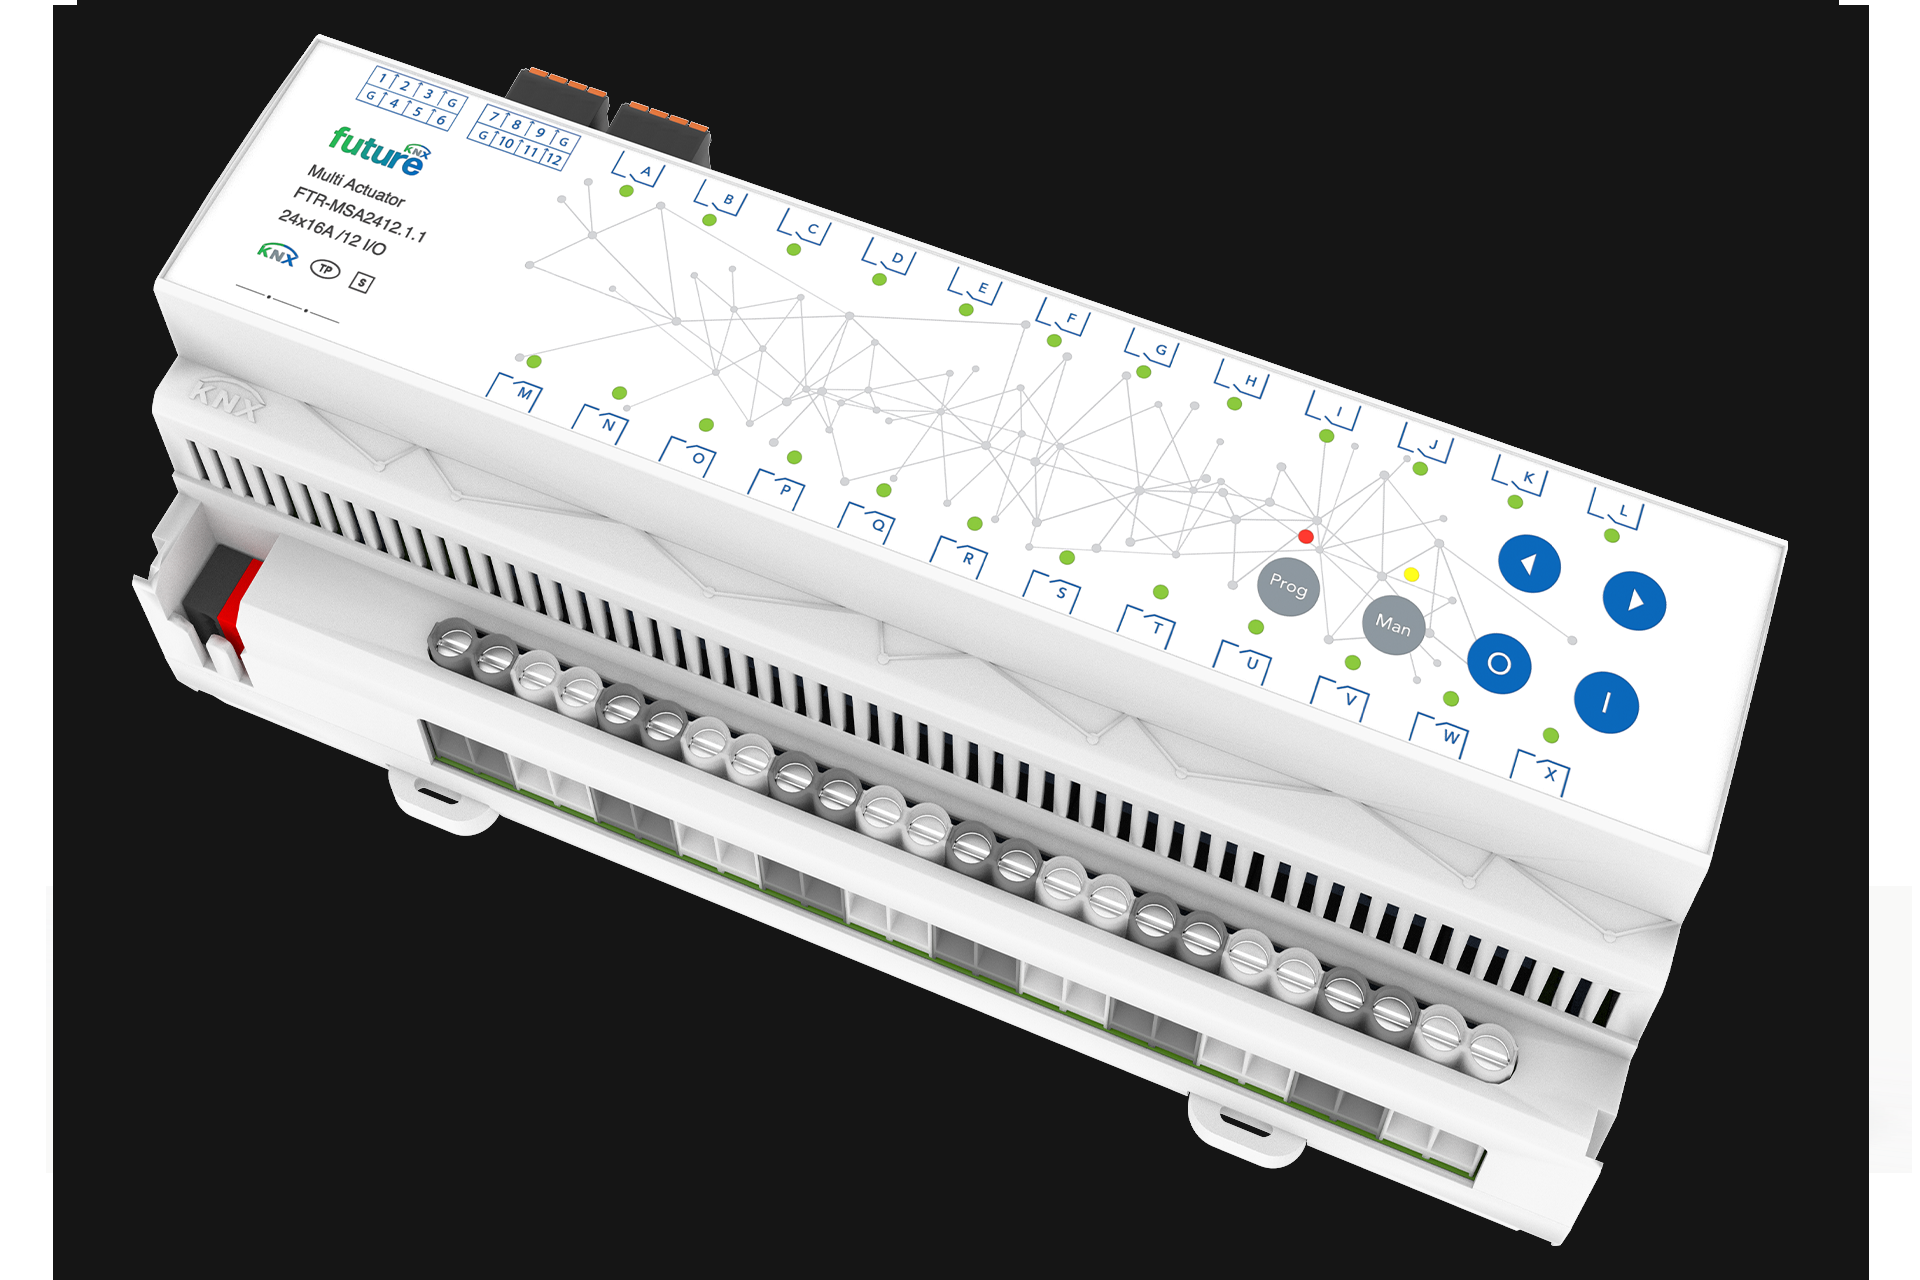 1 2 3 G
G 4 5 6
7 8 9 G
G 10 11 12
future KNX
Multi Actuator
FTR-MSA2412.1.1
24x16A /12 I/O
KNX TP S
A B C D E F G H I J K L
M N O P Q R S T U V W X
Prog
Man
KNX